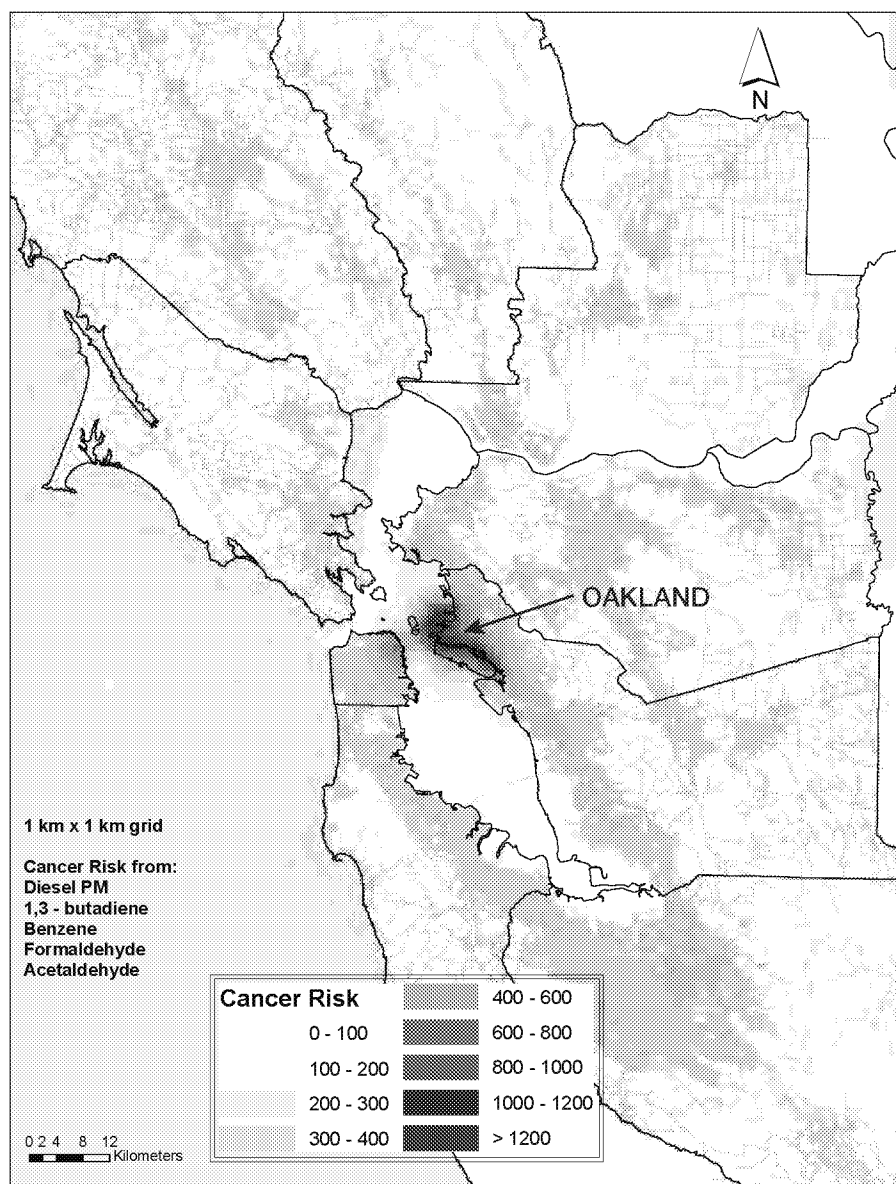 N
OAKLAND
1 km x 1 km grid
Cancer Risk from:
Diesel PM
1,3 - butadiene
Benzene
Formaldehyde
Acetaldehyde
Cancer Risk
0 - 100
100 - 200
200 - 300
300 - 400
400 - 600
600 - 800
800 - 1000
1000 - 1200
> 1200
0 2 4 8 12
Kilometers